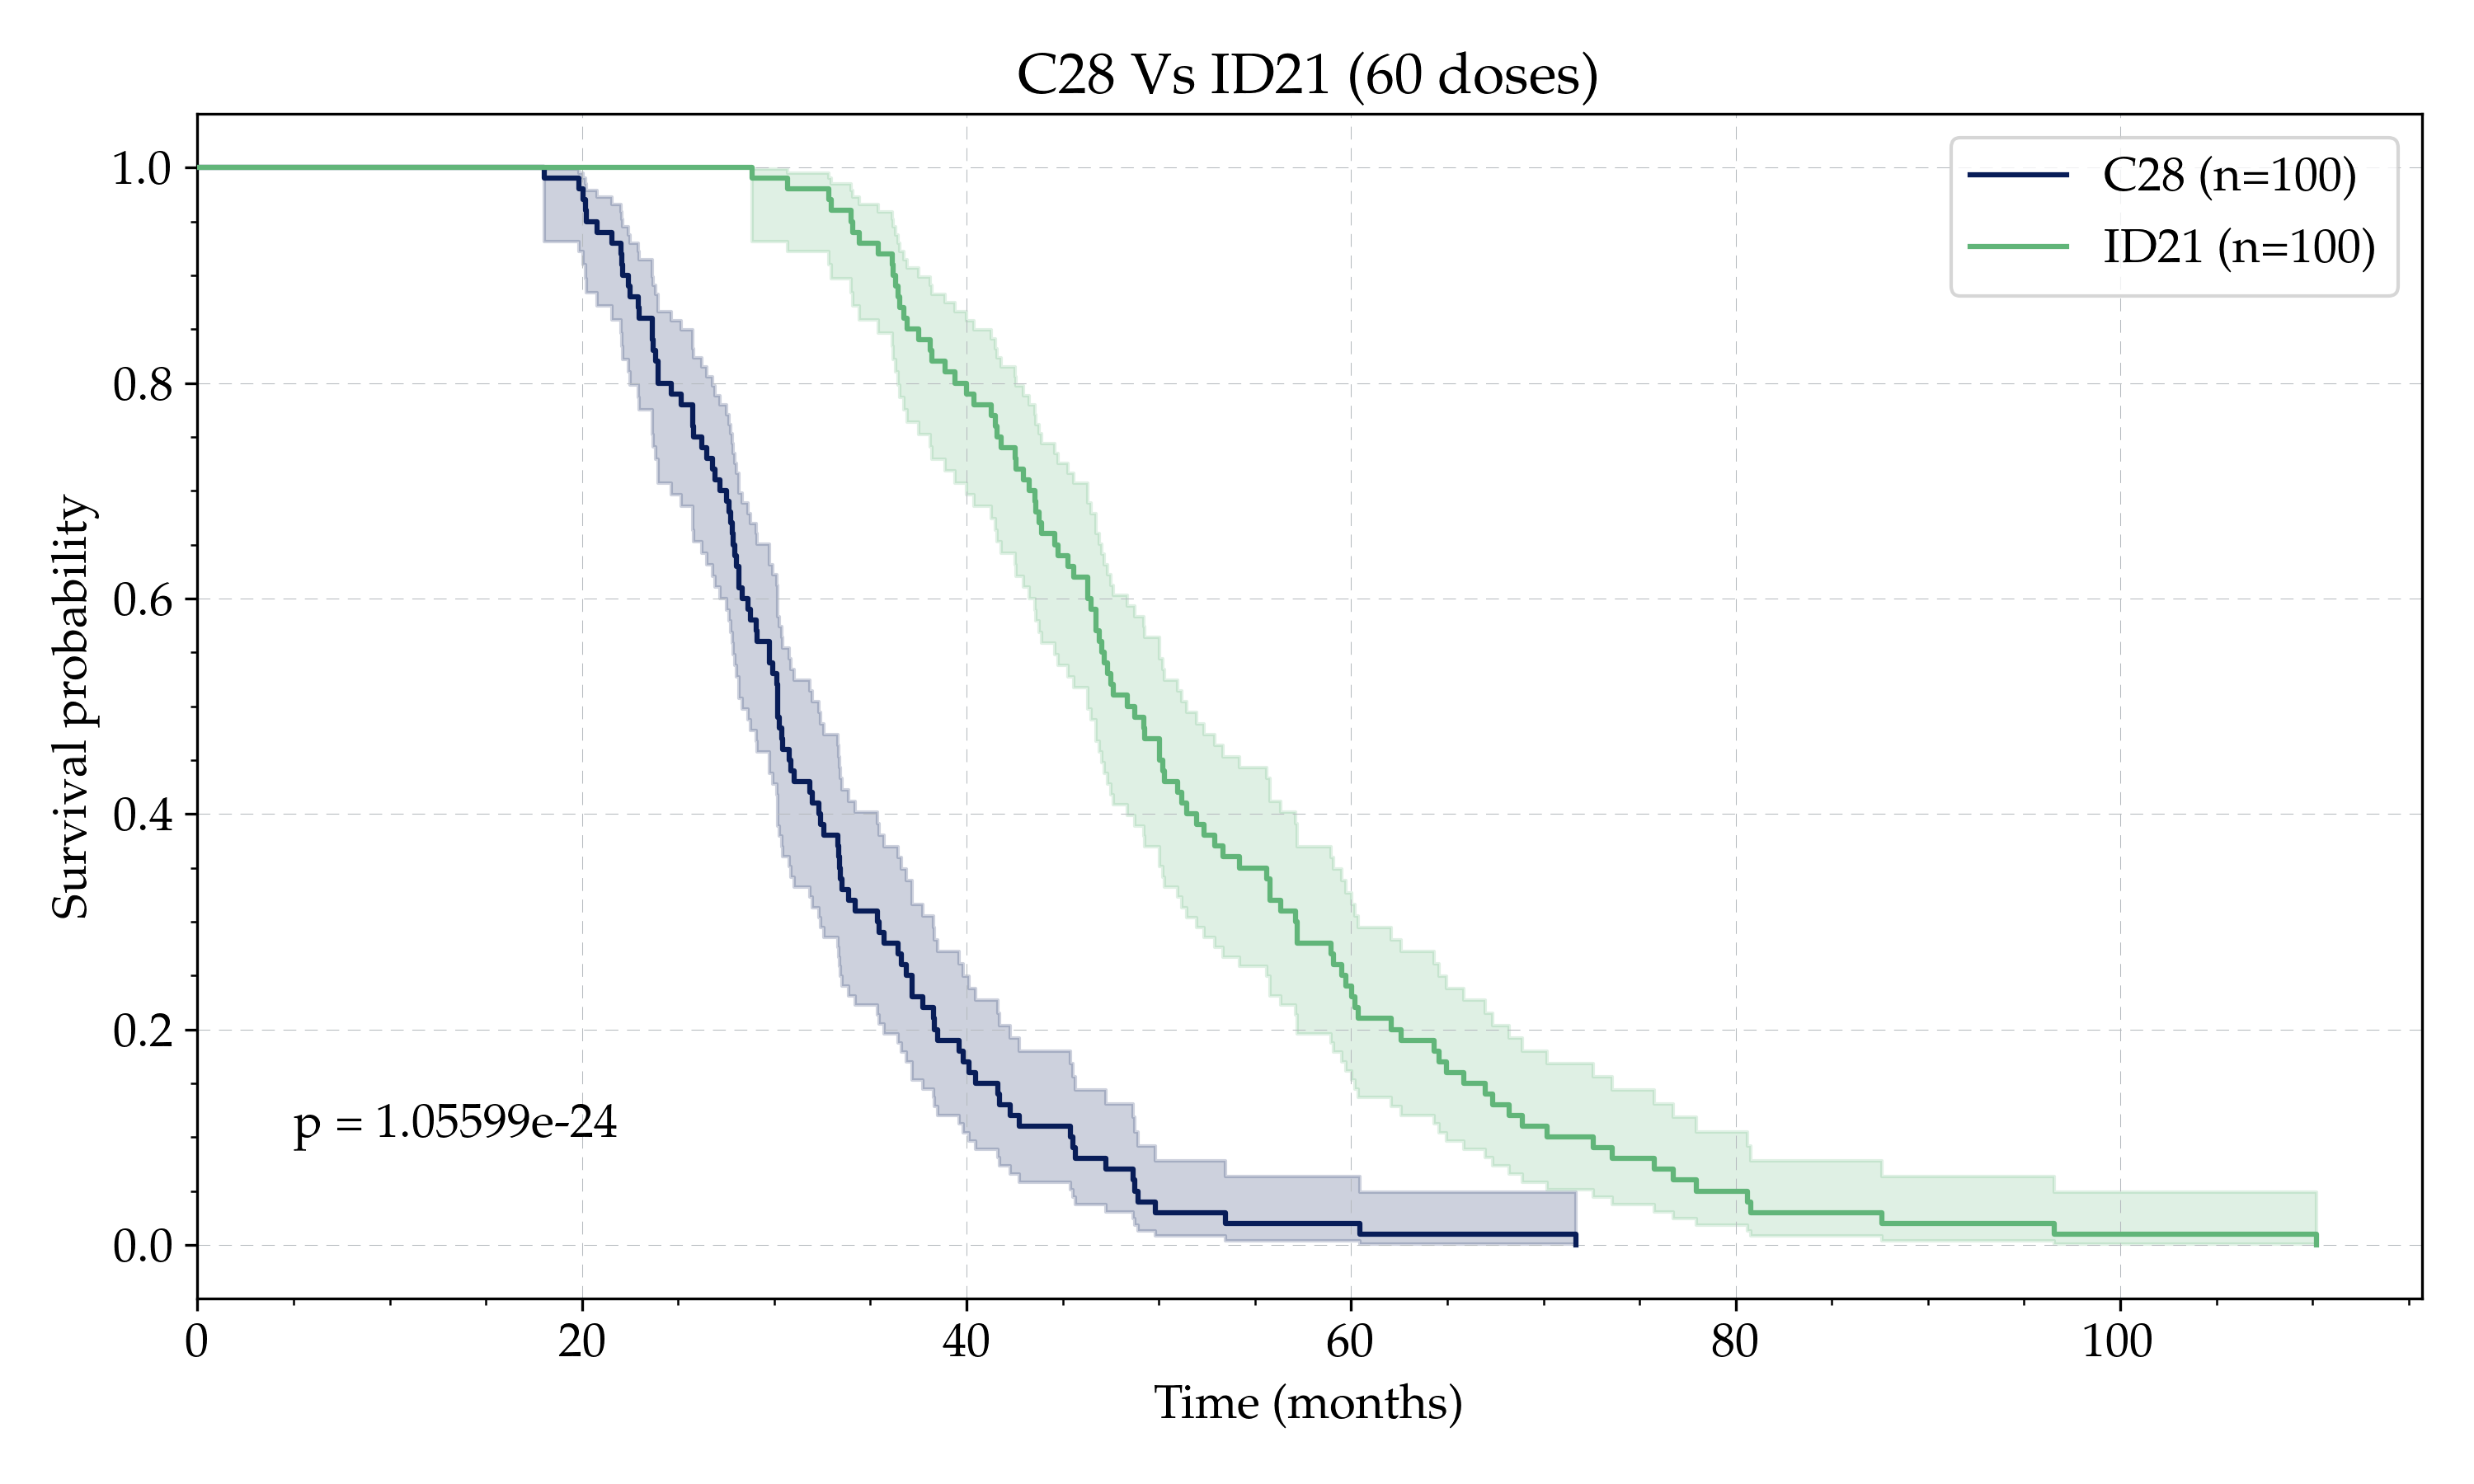 C28 Vs ID21 (60 doses)
C28 (n=100)
ID21 (n=100)
Survival probability
1.0
0.8
0.6
0.4
0.2
0.0
p = 1.05599e-24
0 20 40 60 80 100
Time (months)